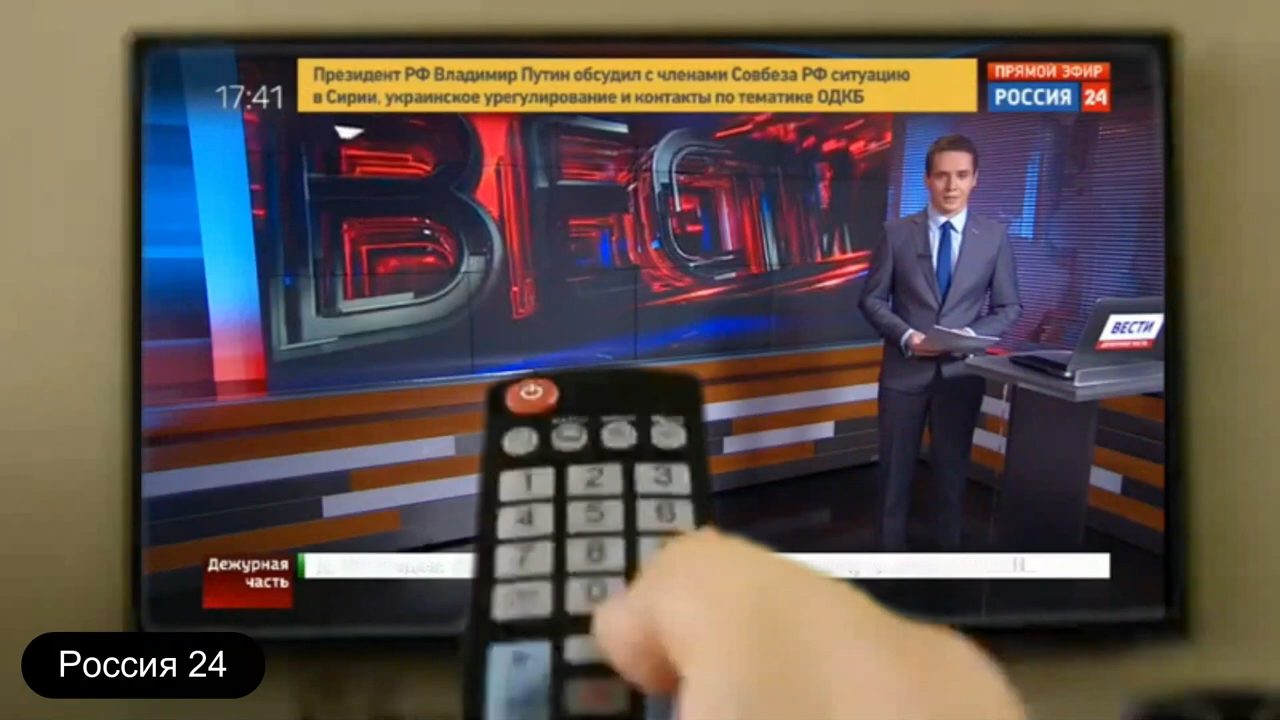 17:41
Президент РФ Владимир Путин обсудил с членами Совбеза РФ ситуацию
в Сирии, украинское урегулирование и контакты по тематике ОДКБ
ПРЯМОЙ ЭФИР
РОССИЯ 24
ВЕСТИ
ВЕСТИ
Дежурная
часть
1 2 3
4 5 6
7 8
0
Россия 24